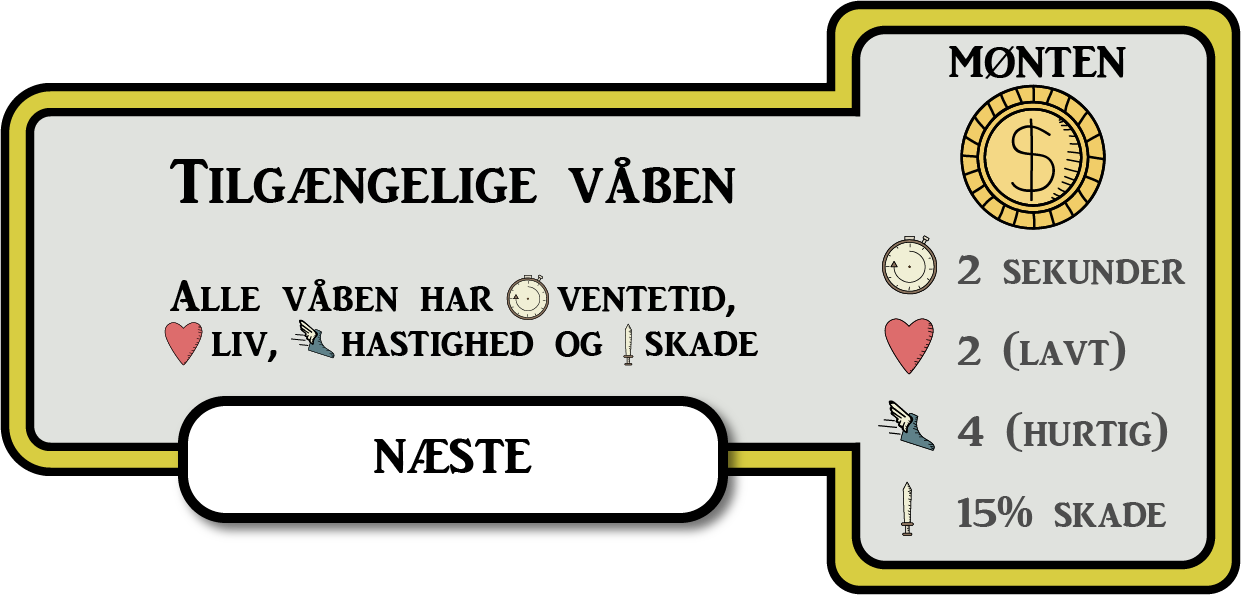 Tilgængelige våben
Alle våben har ventetid,
liv, hastighed og skade
næste
mønten
$
2 sekunder
2 (lavt)
4 (hurtig)
15% skade